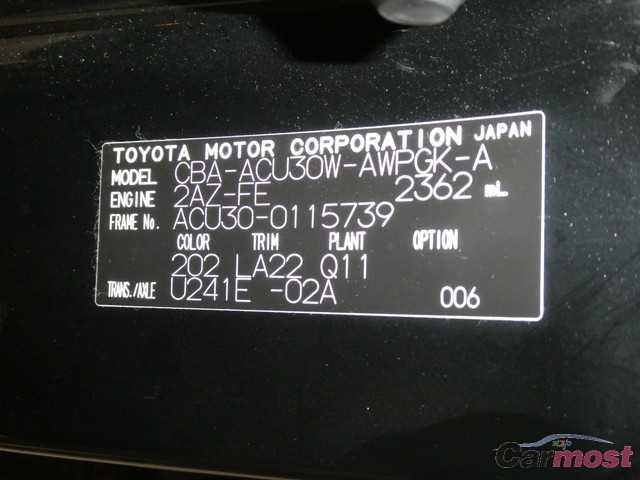 TOYOTA MOTOR CORPORATION JAPAN
MODEL CBA-ACU30W-AWPGK-A
ENGINE 2AZ-FE 2362 mL
FRAME No. ACU30-0115739
COLOR TRIM PLANT OPTION
202 LA22 Q11
TRANS./AXLE U241E -02A 006
Carmost